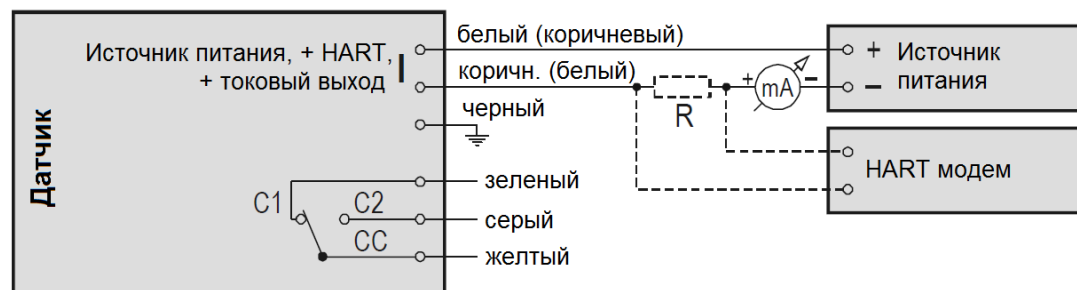 Датчик
Источник питания, + HART,
+ токовый выход
I
белый (коричневый)
коричн. (белый)
черный
R
+ mA −
+ Источник
− питания
HART модем
зеленый
серый
желтый
C1
C2
CC